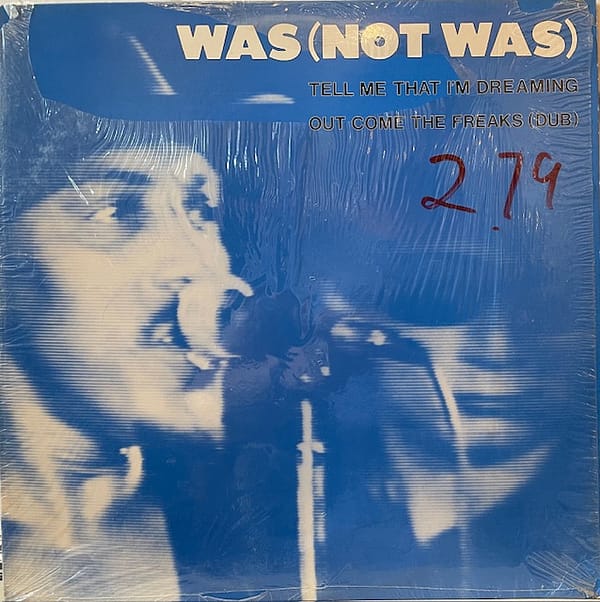 WAS (NOT WAS)
TELL ME THAT I'M DREAMING
OUT COME THE FREAKS (DUB)
2.79